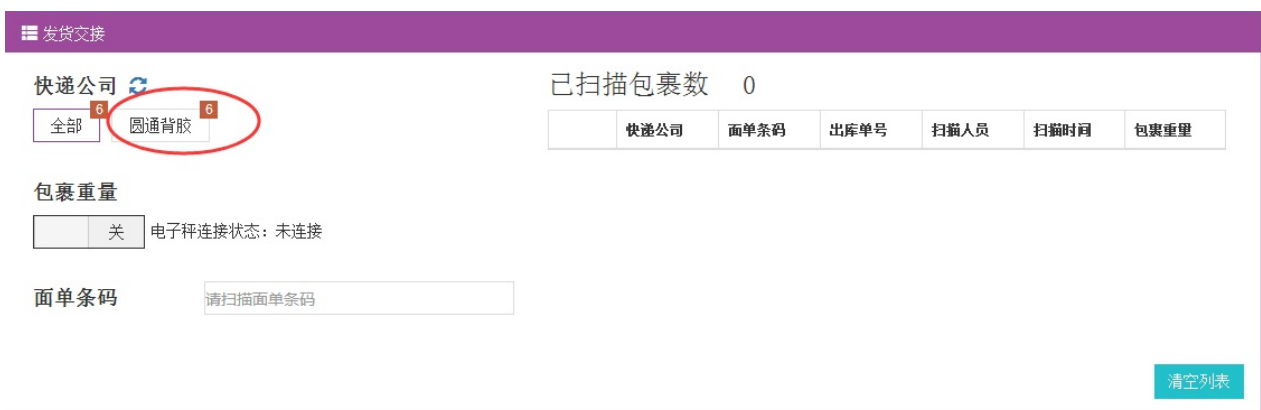 发货交接
快递公司
全部 6
圆通背胶 6
包裹重量
关 电子秤连接状态：未连接
面单条码 请扫描面单条码
已扫描包裹数 0
快递公司 面单条码 出库单号 扫描人员 扫描时间 包裹重量
清空列表